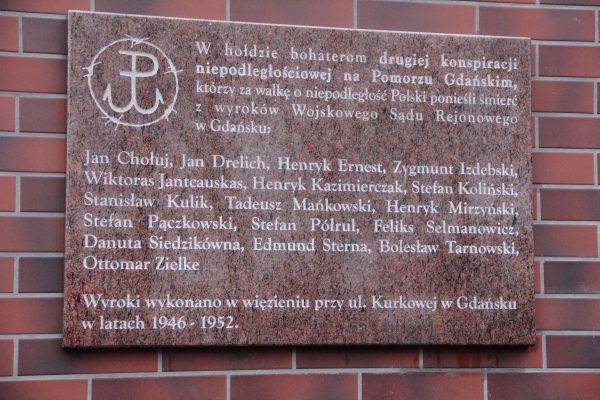 W hołdzie bohaterom drugiej konspiracji
niepodległościowej na Pomorzu Gdańskim,
którzy za walkę o niepodległość Polski ponieśli śmierć
z wyroków Wojskowego Sądu Rejonowego
w Gdańsku:
Jan Chołuj, Jan Drelich, Henryk Ernest, Zygmunt Izdebski,
Wiktoras Jantcauskas, Henryk Kazimierczak, Stefan Koliński,
Stanisław Kulik, Tadeusz Mańkowski, Henryk Mirzyński,
Stefan Pączkowski, Stefan Półrul, Feliks Selmanowicz,
Danuta Siedzikówna, Edmund Sterna, Bolesław Tarnowski,
Ottomar Zielke
Wyroki wykonano w więzieniu przy ul. Kurkowej w Gdańsku
w latach 1946 - 1952.